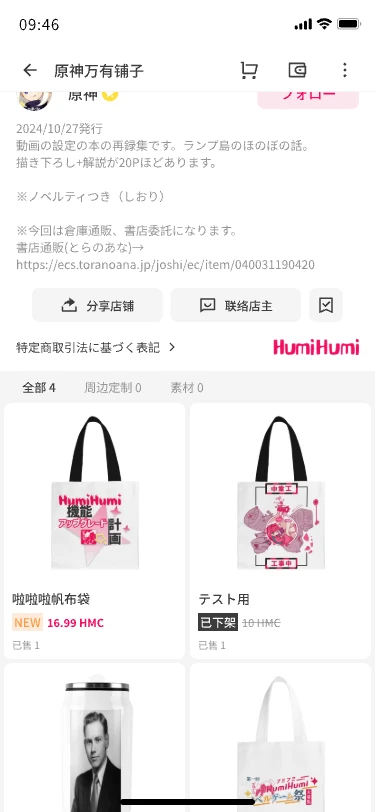 09:46
原神万有铺子
原神
フォロー
2024/10/27発行
動画の設定の本の再録集です。ランプ島のほのぼの話。
描き下ろし+解説が20Pほどあります。
※ノベルティつき（しおり）
※今回は倉庫通販、書店委託になります。
書店通販(とらのあな)→
https://ecs.toranoana.jp/joshi/ec/item/040031190420
分享店铺
联络店主
特定商取引法に基づく表記
HumiHumi
全部 4
周边定制 0
素材 0
HumiHumi
機能
アップグレード
計画
中東工
工事中
啦啦啦帆布袋
NEW 16.99 HMC
已售 1
テスト用
已下架 10 HMC
已售 1
HumiHumi
ベルゲーム祭